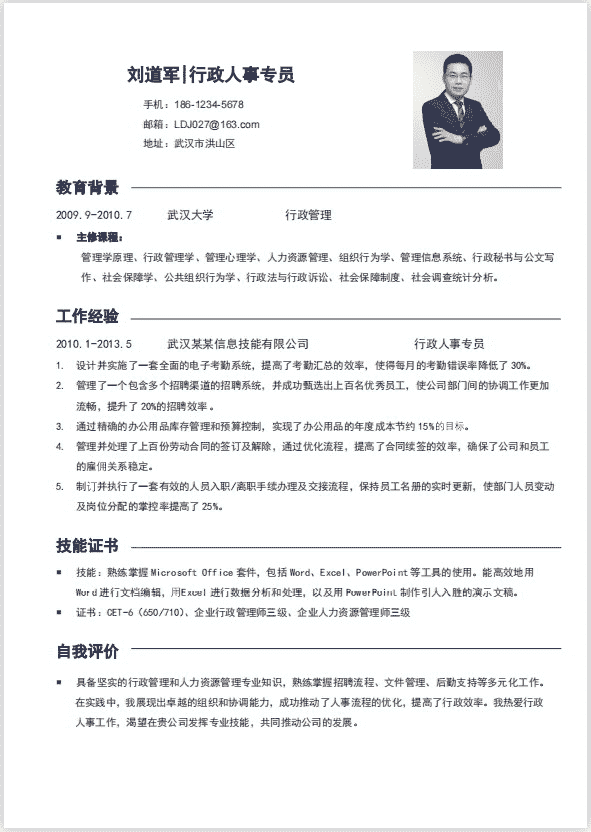 刘道军|行政人事专员
手机：186-1234-5678
邮箱：LDJ027@163.com
地址：武汉市洪山区
教育背景
2009.9-2010.7 武汉大学 行政管理
■ 主修课程：
管理学原理、行政管理学、管理心理学、人力资源管理、组织行为学、管理信息系统、行政秘书与公文写
作、社会保障学、公共组织行为学、行政法与行政诉讼、社会保障制度、社会调查统计分析。
工作经验
2010.1-2013.5 武汉某某信息技能有限公司 行政人事专员
1. 设计并实施了一套全面的电子考勤系统，提高了考勤汇总的效率，使得每月的考勤错误率降低了30%。
2. 管理了一个包含多个招聘渠道的招聘系统，并成功甄选出上百名优秀员工，使公司部门间的协调工作更加
流畅，提升了20%的招聘效率。
3. 通过精确的办公用品库存管理和预算控制，实现了办公用品的年度成本节约15%的目标。
4. 管理并处理了上百份劳动合同的签订及解除，通过优化流程，提高了合同续签的效率，确保了公司和员工
的雇佣关系稳定。
5. 制订并执行了一套有效的人员入职/离职手续办理及交接流程，保持员工名册的实时更新，使部门人员变动
及岗位分配的掌控率提高了25%。
技能证书
■ 技能：熟练掌握Microsoft Office套件，包括Word、Excel、PowerPoint等工具的使用。能高效地用
Word进行文档编辑，用Excel进行数据分析和处理，以及用PowerPoint制作引人入胜的演示文稿。
■ 证书：CET-6（650/710）、企业行政管理师三级、企业人力资源管理师三级
自我评价
■ 具备坚实的行政管理和人力资源管理专业知识，熟练掌握招聘流程、文件管理、后勤支持等多元化工作。
在实践中，我展现出卓越的组织和协调能力，成功推动了人事流程的优化，提高了行政效率。我热爱行政
人事工作，渴望在贵公司发挥专业技能，共同推动公司的发展。